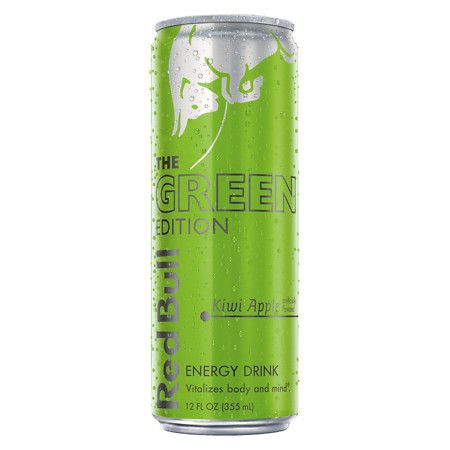 THE
GREEN
EDITION
Red Bull
Kiwi Apple
ENERGY DRINK
Vitalizes body and mind®.
12 FL OZ (355 mL)